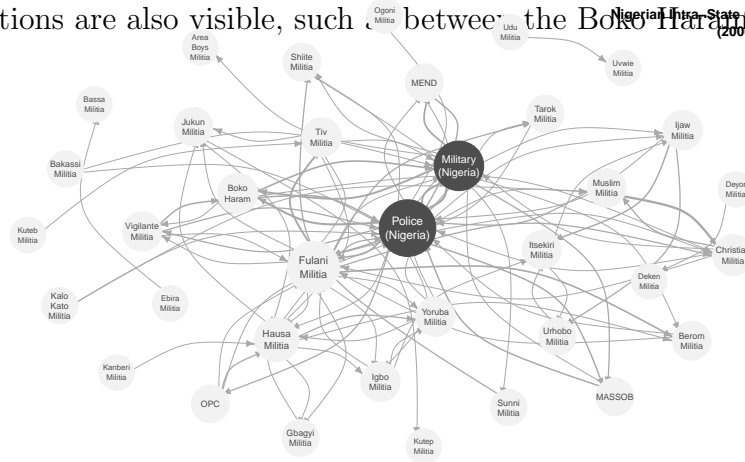 tions are also visible, such a between the Boko Haram
Nigerian Intra-State
(200
Ogoni
Militia
Udu
Militia
Area
Boys
Militia
Shiite
Militia
Uvwie
Militia
MEND
Bassa
Militia
Tarok
Militia
Jukun
Militia
Tiv
Militia
Ijaw
Militia
Military
(Nigeria)
Bakassi
Militia
Boko
Haram
Muslim
Militia
Deyor
Militia
Police
(Nigeria)
Kuteb
Militia
Vigilante
Militia
Itsekiri
Militia
Christia
Militia
Fulani
Militia
Deken
Militia
Kalo
Kato
Militia
Ebira
Militia
Yoruba
Militia
Hausa
Militia
Urhobo
Militia
Berom
Militia
Kanberi
Militia
Igbo
Militia
OPC
Sunni
Militia
MASSOB
Gbagyi
Militia
Kutep
Militia